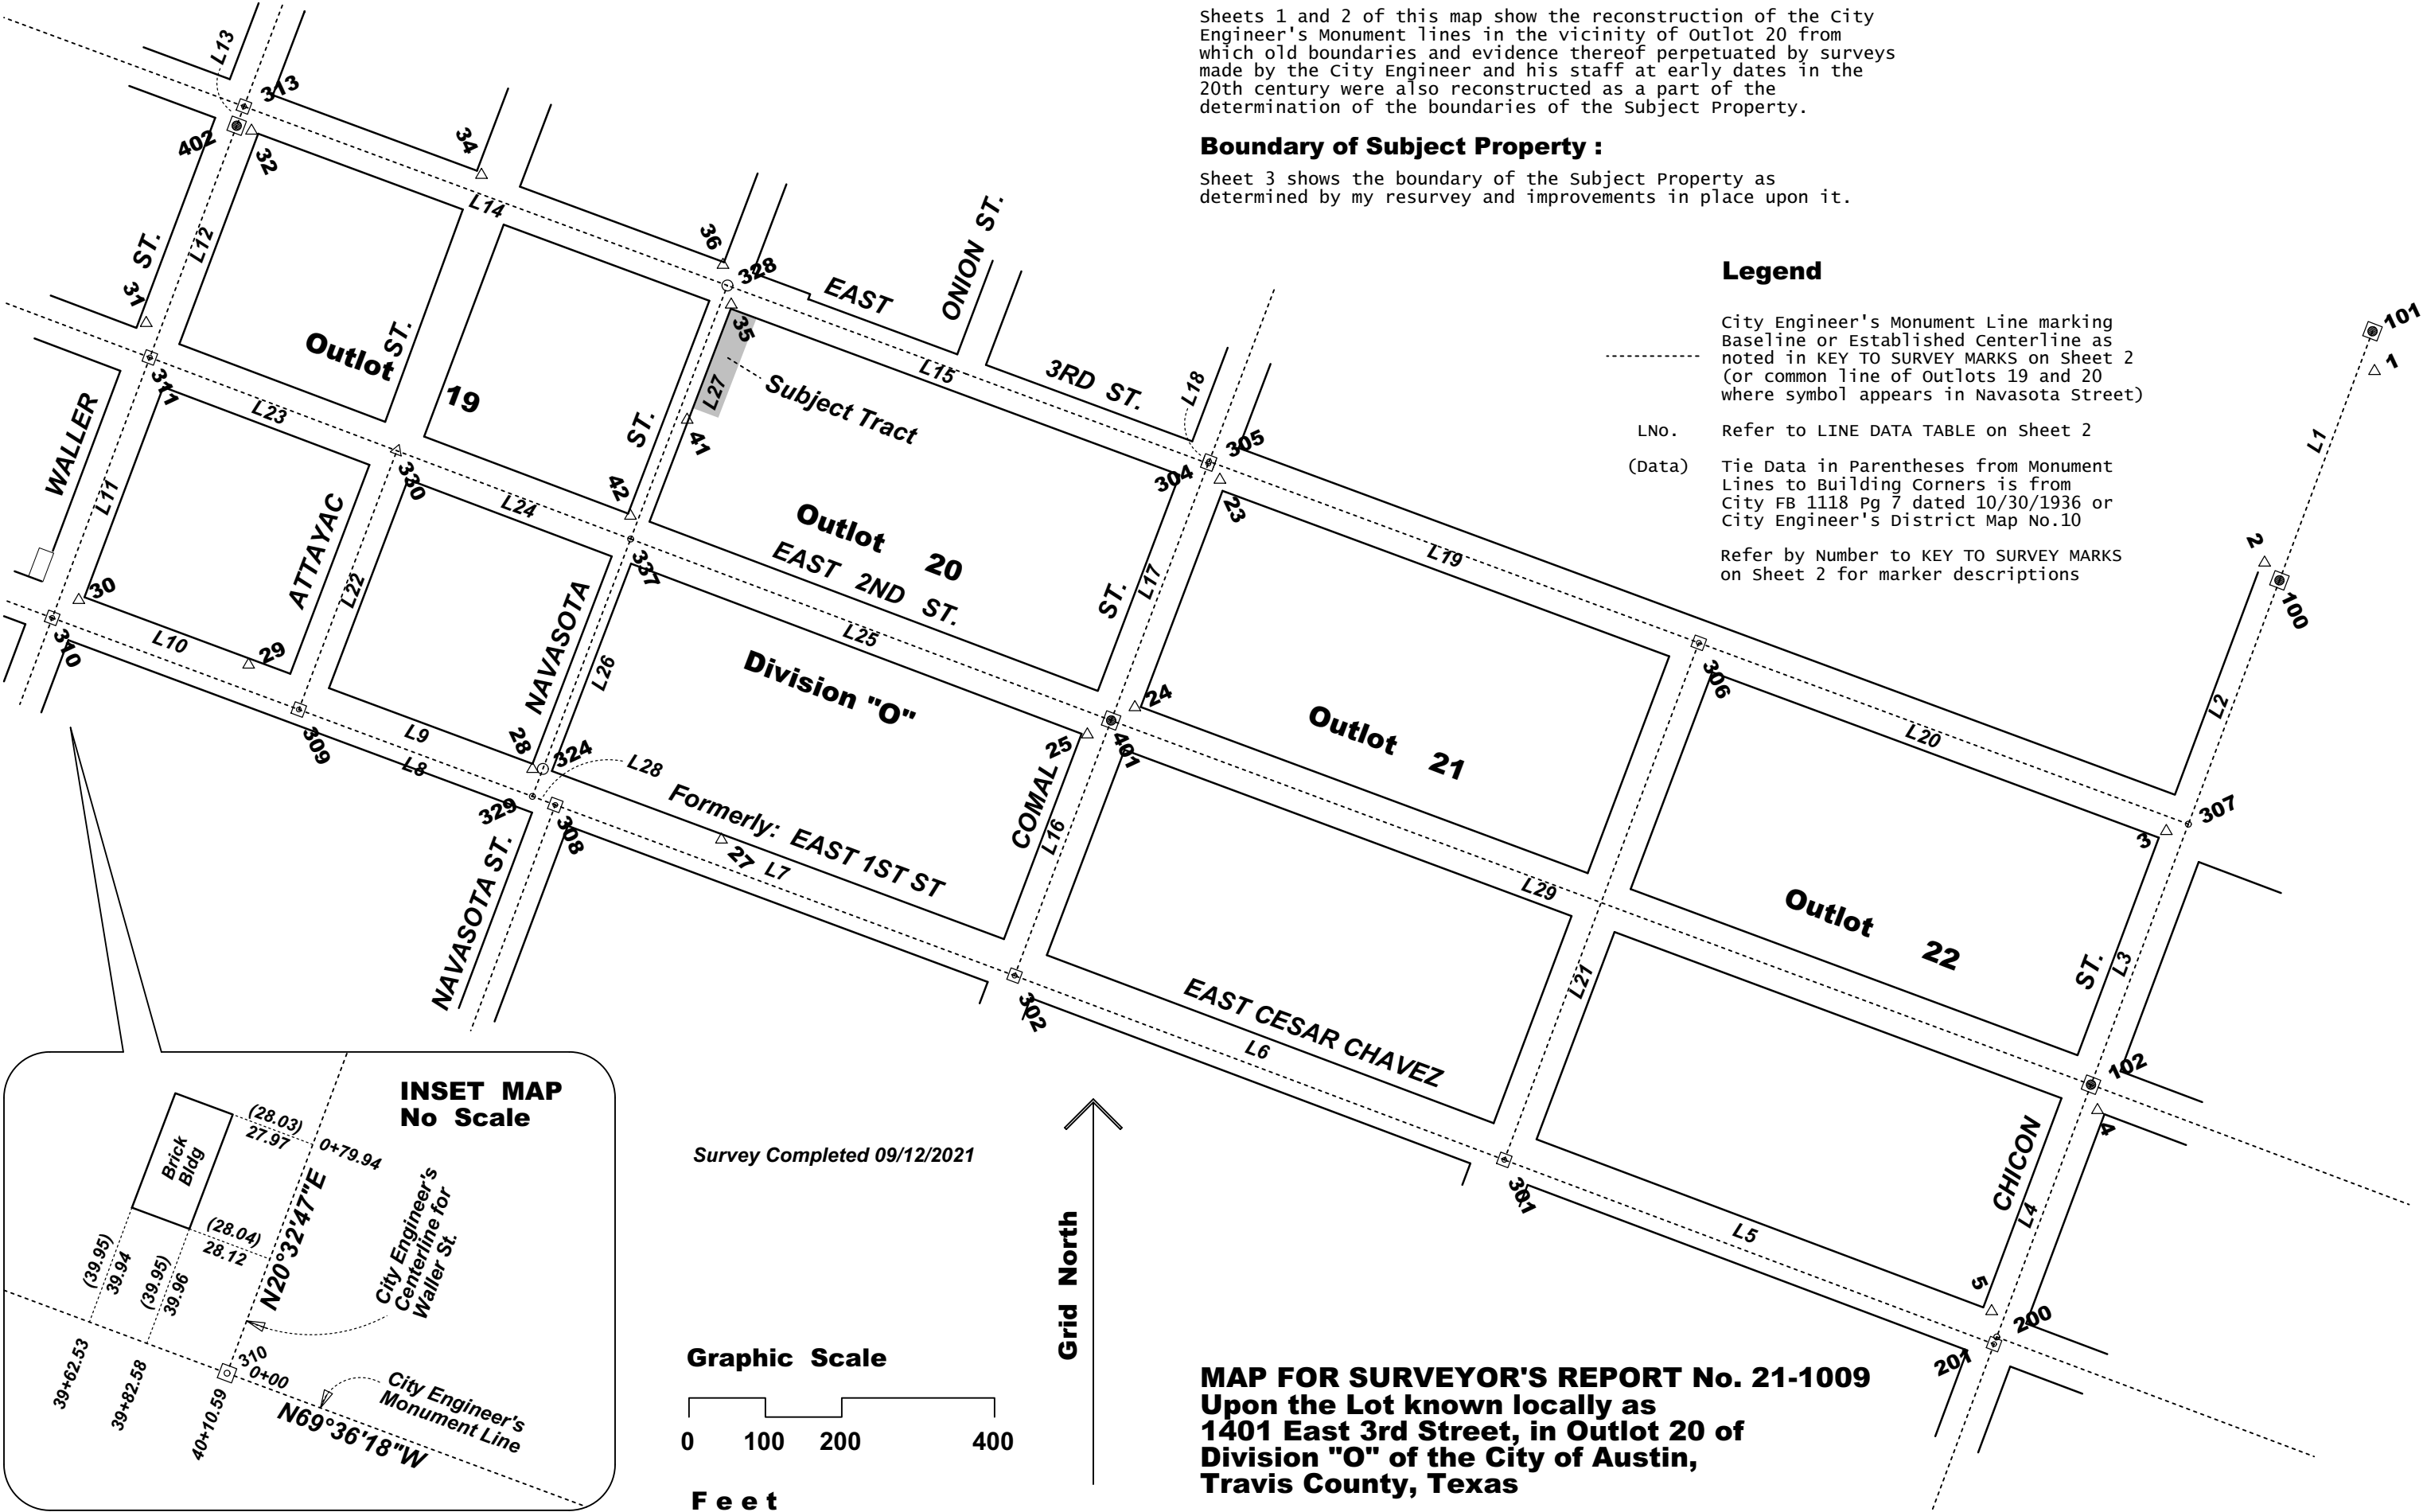 Sheets 1 and 2 of this map show the reconstruction of the City
Engineer's Monument lines in the vicinity of Outlot 20 from
which old boundaries and evidence thereof perpetuated by surveys
made by the City Engineer and his staff at early dates in the
20th century were also reconstructed as a part of the
determination of the boundaries of the Subject Property.
Boundary of Subject Property :
Sheet 3 shows the boundary of the Subject Property as
determined by my resurvey and improvements in place upon it.
Legend
City Engineer's Monument Line marking
Baseline or Established Centerline as
noted in KEY TO SURVEY MARKS on Sheet 2
(or common line of Outlots 19 and 20
where symbol appears in Navasota Street)
LNo. Refer to LINE DATA TABLE on Sheet 2
(Data) Tie Data in Parentheses from Monument
Lines to Building Corners is from
City FB 1118 Pg 7 dated 10/30/1936 or
City Engineer's District Map No.10
Refer by Number to KEY TO SURVEY MARKS
on Sheet 2 for marker descriptions
L13
313
402
32
34
L14
36
328
35
31
ST.
L12
311
WALLER
L11
Outlot 19
ST.
L23
330
L24
ST.
42
41
L27
Subject Tract
337
EAST 3RD ST.
ONION ST.
L15
L18
305
304
23
Outlot 20
EAST 2ND ST.
L25
ST.
L17
L19
306
101
1
L1
2
100
L2
L20
307
3
30
310
L10
29
ATTAYAC
L22
309
L9
L8
NAVASOTA
28
324
L26
L28
329
308
NAVASOTA ST.
Division "O"
Formerly: EAST 1ST ST
27
L7
COMAL
25
24
401
L16
302
Outlot 21
L29
Outlot 22
L21
EAST CESAR CHAVEZ
L6
301
L5
ST.
L3
102
4
CHICON
L4
5
200
201
INSET MAP
No Scale
Brick
Bldg
(28.03)
27.97
0+79.94
(28.04)
28.12
(39.95)
39.94
(39.95)
39.96
N20°32'47"E
City Engineer's
Centerline for
Waller St.
310
0+00
39+62.53
39+82.58
40+10.59
City Engineer's
Monument Line
N69°36'18"W
Survey Completed 09/12/2021
Graphic Scale
0 100 200 400
Feet
Grid North
MAP FOR SURVEYOR'S REPORT No. 21-1009
Upon the Lot known locally as
1401 East 3rd Street, in Outlot 20 of
Division "O" of the City of Austin,
Travis County, Texas